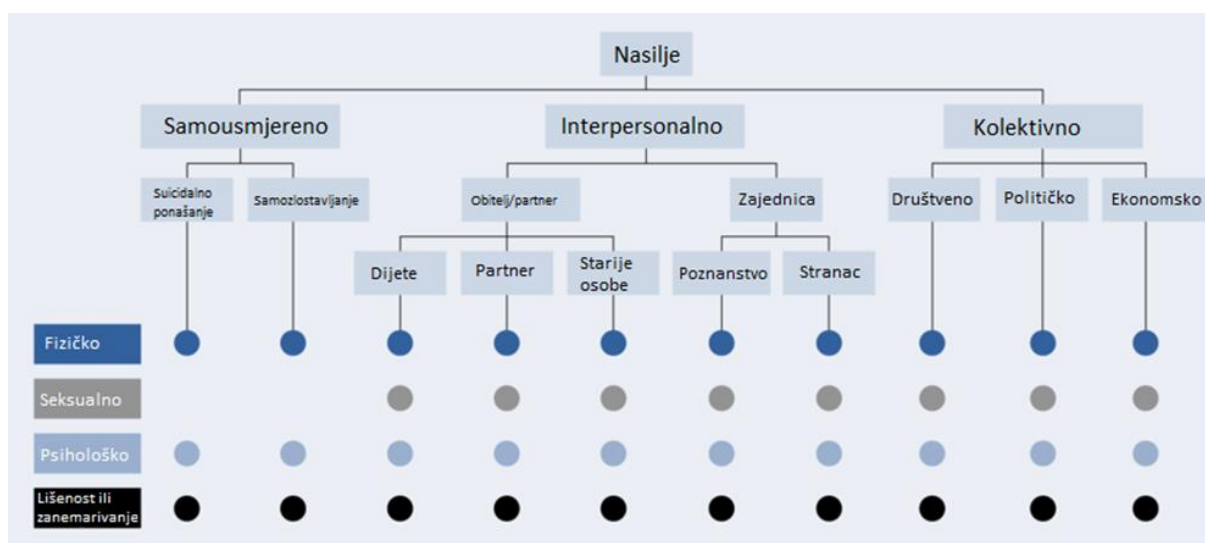 Nasilje
Samousmjereno
Interpersonalno
Kolektivno
Suicidalno
ponašanje
Samozlostavljanje
Obitelj/partner
Zajednica
Društveno
Političko
Ekonomsko
Dijete
Partner
Starije
osobe
Poznanstvo
Stranac
Fizičko
Seksualno
Psihološko
Lišenost ili
zanemarivanje